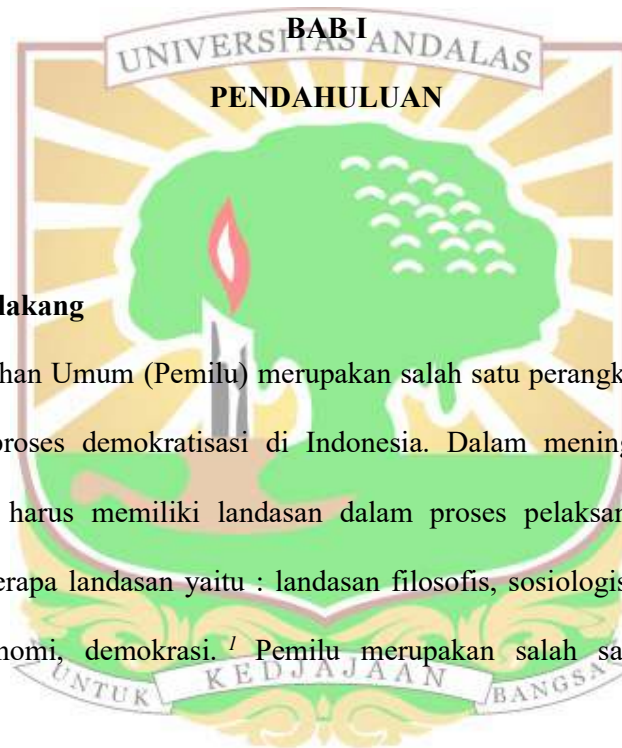 BAB I
UNIVERSITAS ANDALAS
PENDAHULUAN
lakang
han Umum (Pemilu) merupakan salah satu perangk
proses demokratisasi di Indonesia. Dalam mening
harus memiliki landasan dalam proses pelaksan
erapa landasan yaitu : landasan filosofis, sosiologis
nomi, demokrasi. 1 Pemilu merupakan salah sa
UNTUK KEDJAJAAN BANGSA